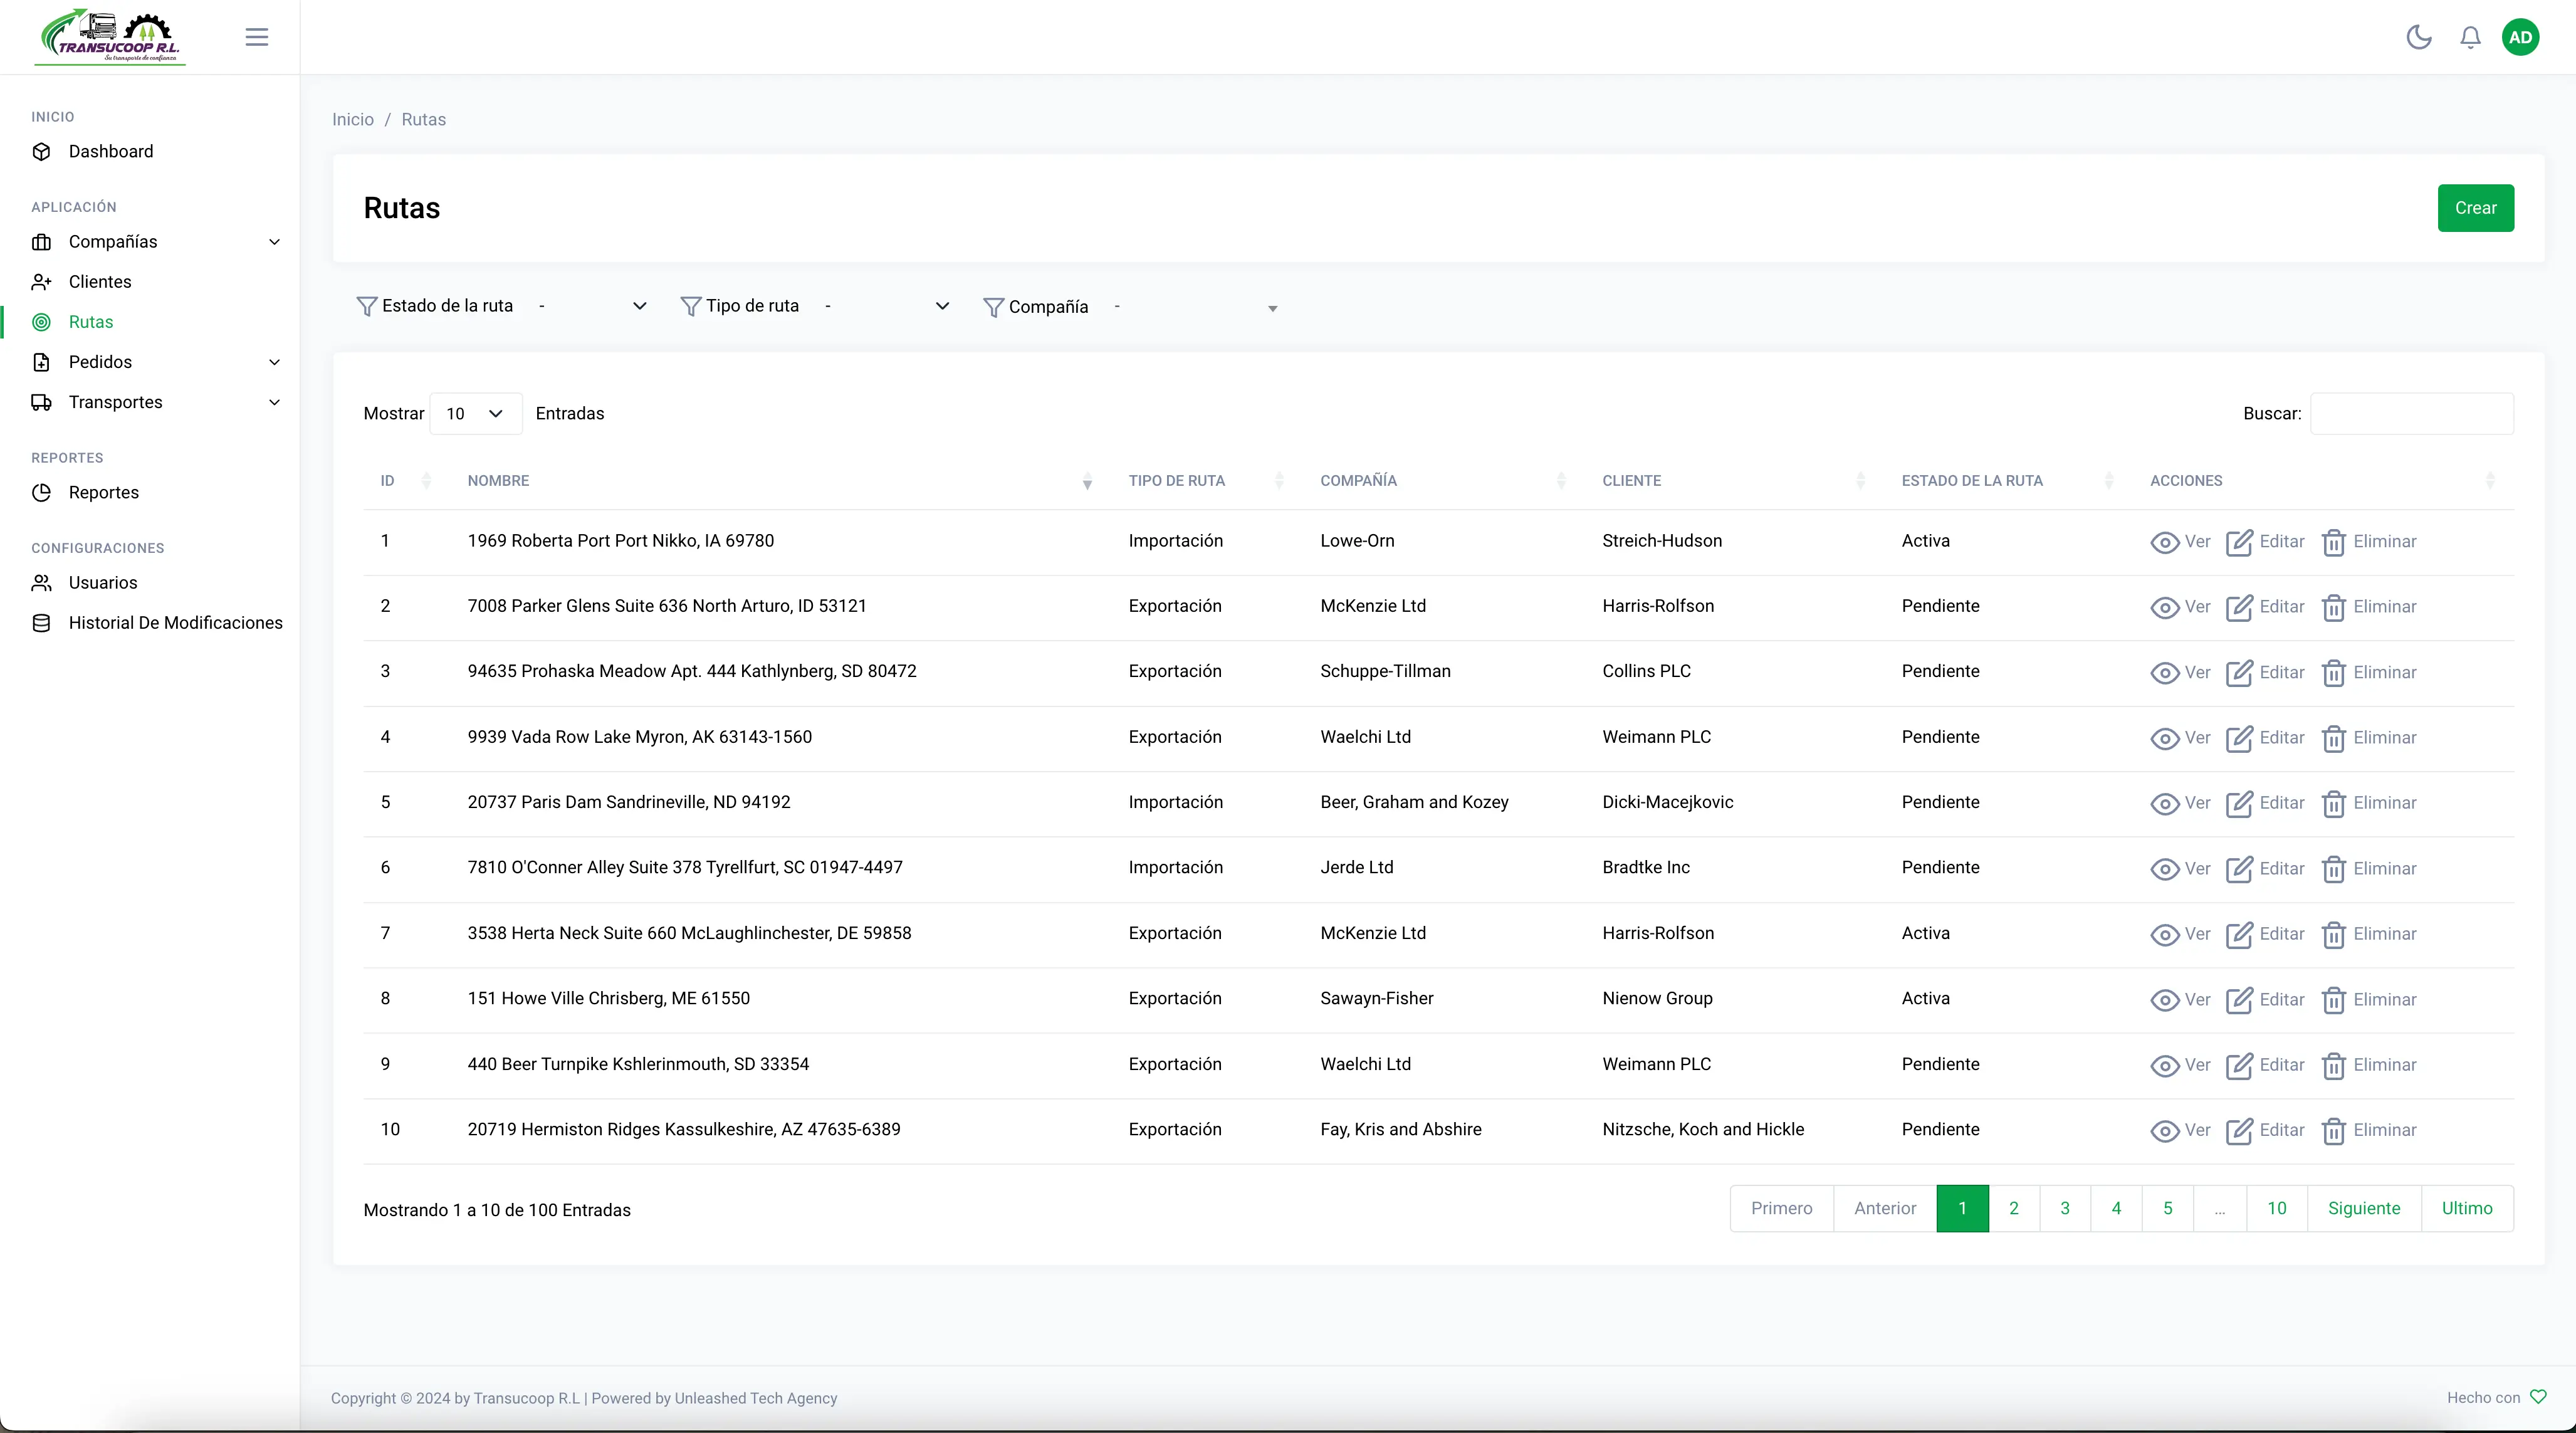 TRANSUCOOP R.L.
Su transporte de confianza
AD
INICIO
Dashboard
APLICACIÓN
Compañías
Clientes
Rutas
Pedidos
Transportes
REPORTES
Reportes
CONFIGURACIONES
Usuarios
Historial De Modificaciones
Inicio / Rutas
Rutas
Crear
Estado de la ruta - Tipo de ruta - Compañía -
Mostrar 10 Entradas Buscar:
ID NOMBRE TIPO DE RUTA COMPAÑÍA CLIENTE ESTADO DE LA RUTA ACCIONES
1 1969 Roberta Port Port Nikko, IA 69780 Importación Lowe-Orn Streich-Hudson Activa Ver Editar Eliminar
2 7008 Parker Glens Suite 636 North Arturo, ID 53121 Exportación McKenzie Ltd Harris-Rolfson Pendiente Ver Editar Eliminar
3 94635 Prohaska Meadow Apt. 444 Kathlynberg, SD 80472 Exportación Schuppe-Tillman Collins PLC Pendiente Ver Editar Eliminar
4 9939 Vada Row Lake Myron, AK 63143-1560 Exportación Waelchi Ltd Weimann PLC Pendiente Ver Editar Eliminar
5 20737 Paris Dam Sandrineville, ND 94192 Importación Beer, Graham and Kozey Dicki-Macejkovic Pendiente Ver Editar Eliminar
6 7810 O'Conner Alley Suite 378 Tyrellfurt, SC 01947-4497 Importación Jerde Ltd Bradtke Inc Pendiente Ver Editar Eliminar
7 3538 Herta Neck Suite 660 McLaughlinchester, DE 59858 Exportación McKenzie Ltd Harris-Rolfson Activa Ver Editar Eliminar
8 151 Howe Ville Chrisberg, ME 61550 Exportación Sawayn-Fisher Nienow Group Activa Ver Editar Eliminar
9 440 Beer Turnpike Kshlerinmouth, SD 33354 Exportación Waelchi Ltd Weimann PLC Pendiente Ver Editar Eliminar
10 20719 Hermiston Ridges Kassulkeshire, AZ 47635-6389 Exportación Fay, Kris and Abshire Nitzsche, Koch and Hickle Pendiente Ver Editar Eliminar
Mostrando 1 a 10 de 100 Entradas Primero Anterior 1 2 3 4 5 ... 10 Siguiente Ultimo
Copyright © 2024 by Transucoop R.L | Powered by Unleashed Tech Agency Hecho con